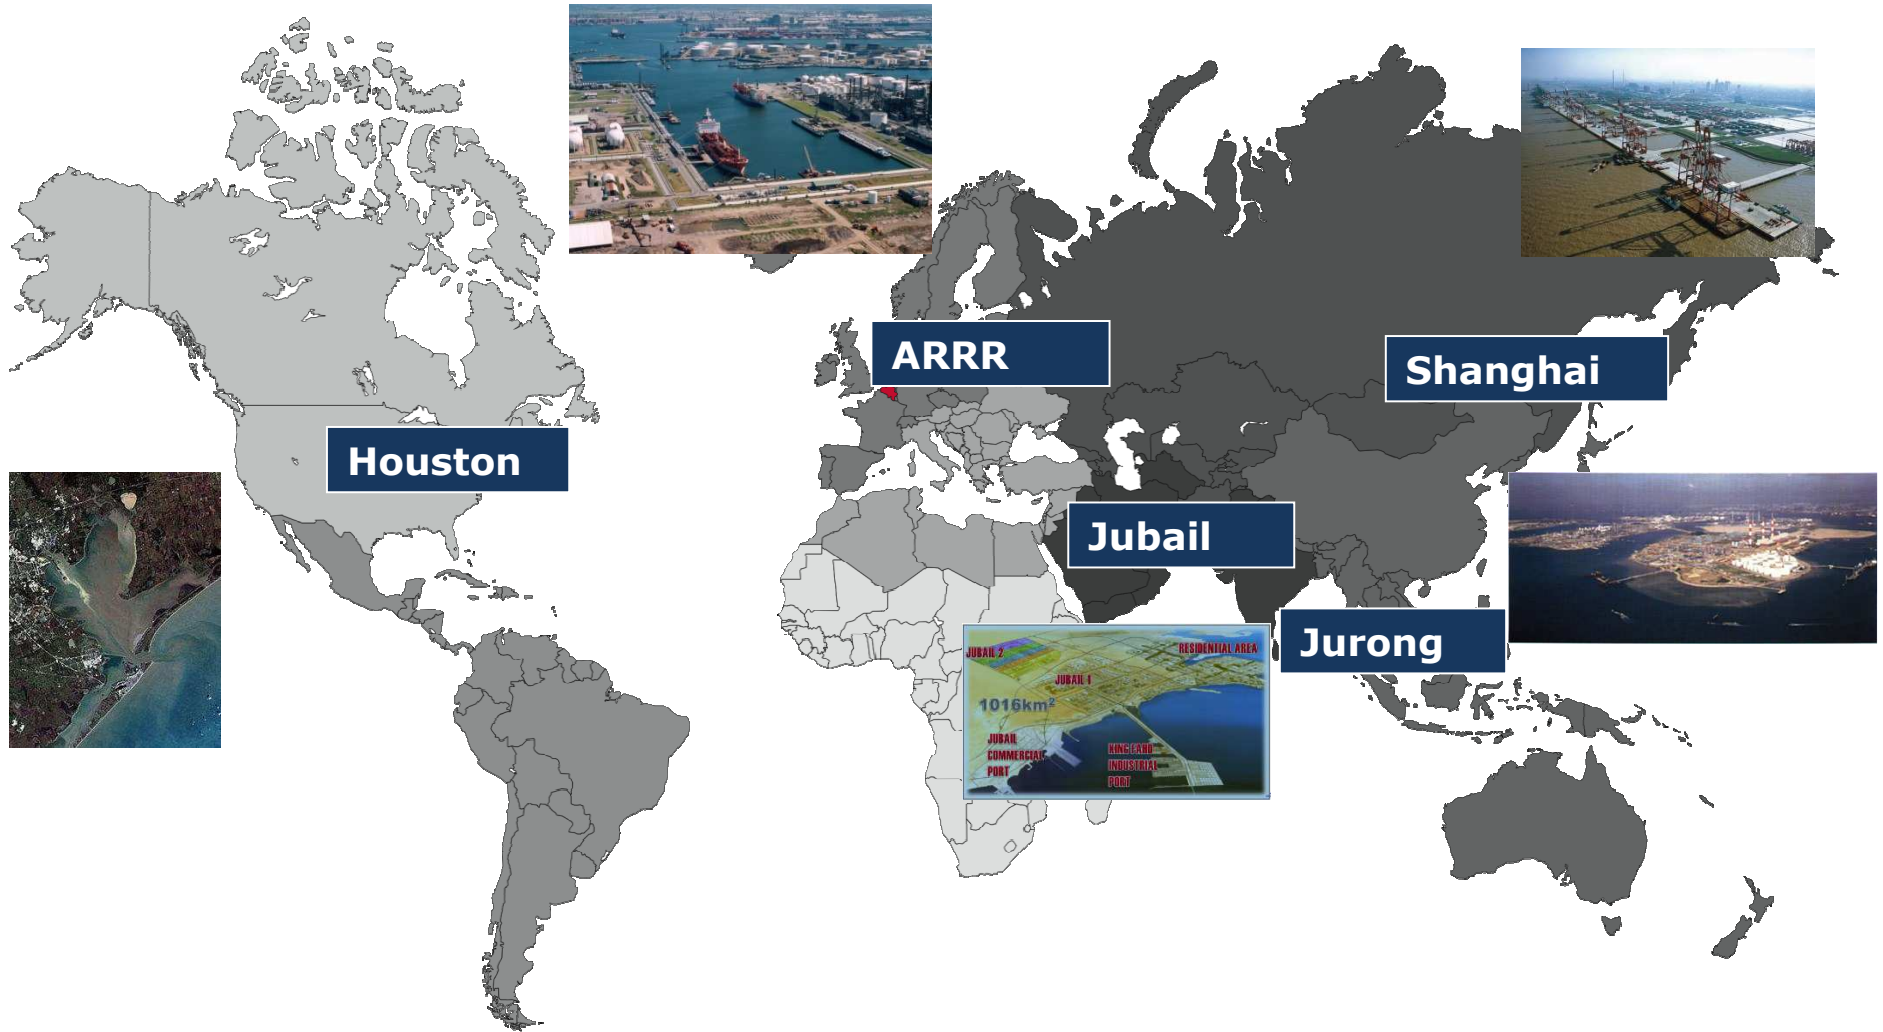 ARRR
Shanghai
Houston
Jubail
Jurong
JUBAIL 2
RESIDENTIAL AREA
JUBAIL 1
1016km²
JUBAIL
COMMERCIAL
PORT
KING FAHD
INDUSTRIAL
PORT